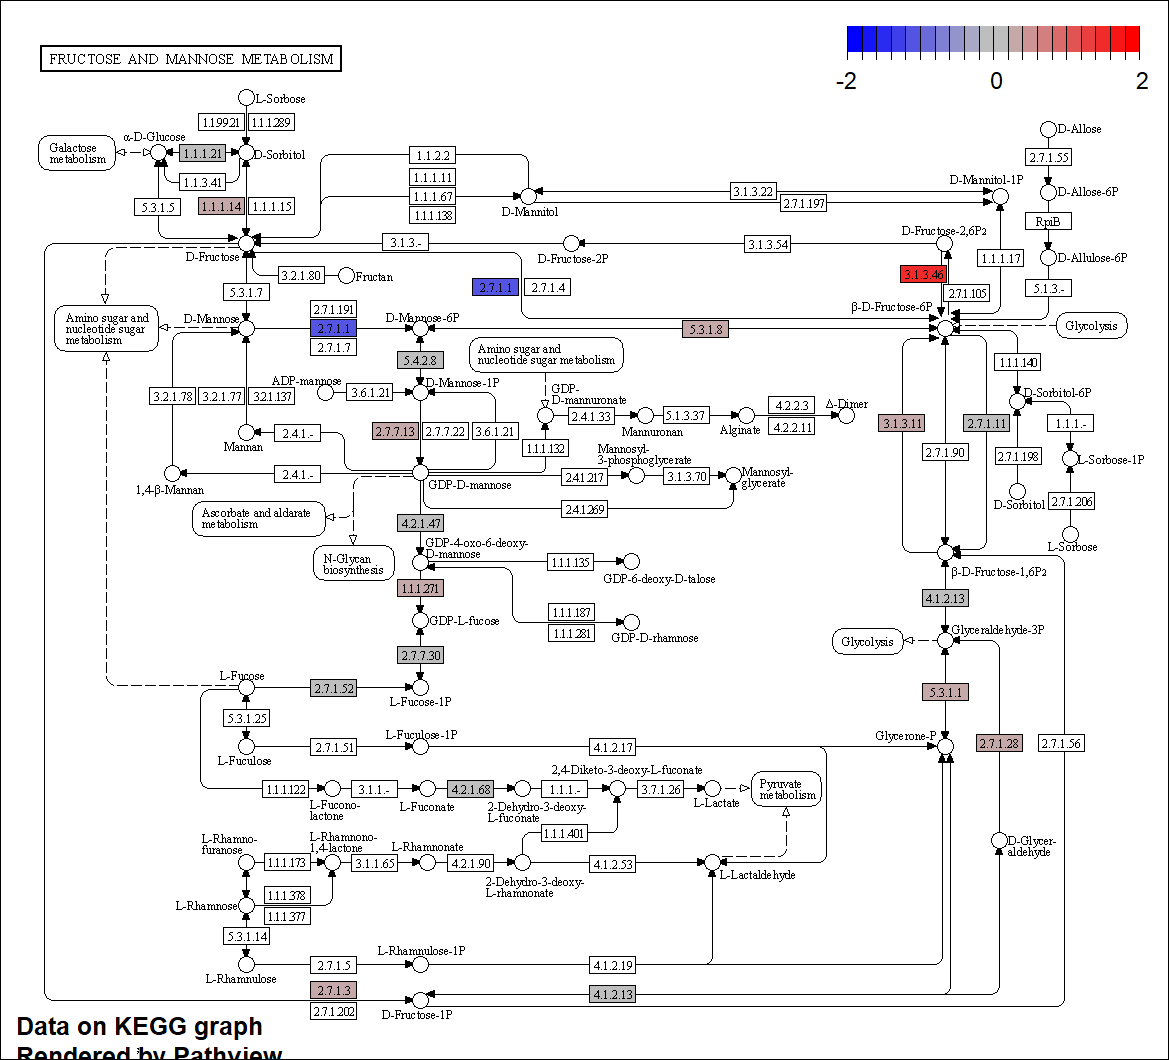 FRUCTOSE AND MANNOSE METABOLISM
-2
0
2
L-Sorbose
1.1.99.21
1.1.1.289
α-D-Glucose
Galactose
metabolism
1.1.1.21
D-Sorbitol
1.1.3.41
5.3.1.5
1.1.1.14
1.1.1.15
1.1.2.2
1.1.1.11
1.1.1.67
1.1.1.138
D-Mannitol
3.1.3.22
2.7.1.197
D-Mannitol-1P
D-Allose
2.7.1.55
D-Allose-6P
RpiB
D-Allulose-6P
5.1.3.-
D-Fructose
3.1.3.-
D-Fructose-2P
3.1.3.54
D-Fructose-2,6P2
1.1.1.17
3.2.1.80
Fructan
5.3.1.7
2.7.1.1
2.7.1.4
3.1.3.46
2.7.1.105
β-D-Fructose-6P
Amino sugar and
nucleotide sugar
metabolism
D-Mannose
2.7.1.191
2.7.1.1
2.7.1.7
D-Mannose-6P
5.3.1.8
Glycolysis
5.4.2.8
Amino sugar and
nucleotide sugar metabolism
1.1.1.140
ADP-mannose
3.6.1.21
D-Mannose-1P
GDP-
D-mannuronate
D-Sorbitol-6P
3.2.1.78
3.2.1.77
3.2.1.137
2.4.1.33
Mannuronan
5.1.3.37
Alginate
4.2.2.3
4.2.2.11
Δ-Dimer
3.1.3.11
2.7.1.11
1.1.1.-
Mannan
2.4.1.-
2.7.7.13
2.7.7.22
3.6.1.21
1.1.1.132
Mannosyl-
3-phosphoglycerate
2.7.1.90
2.7.1.198
L-Sorbose-1P
1,4-β-Mannan
2.4.1.-
GDP-D-mannose
2.4.1.217
3.1.3.70
Mannosyl-
glycerate
2.4.1.269
D-Sorbitol
2.7.1.206
L-Sorbose
Ascorbate and aldarate
metabolism
4.2.1.47
N-Glycan
biosynthesis
GDP-4-oxo-6-deoxy-
D-mannose
1.1.1.135
GDP-6-deoxy-D-talose
β-D-Fructose-1,6P2
1.1.1.271
4.1.2.13
GDP-L-fucose
1.1.1.187
1.1.1.281
GDP-D-rhamnose
Glycolysis
Glyceraldehyde-3P
2.7.7.30
L-Fucose
2.7.1.52
L-Fucose-1P
5.3.1.1
5.3.1.25
L-Fuculose
2.7.1.51
L-Fuculose-1P
4.1.2.17
Glycerone-P
2.7.1.28
2.7.1.56
1.1.1.122
L-Fucono-
lactone
3.1.1.-
L-Fuconate
4.2.1.68
2-Dehydro-3-deoxy-
L-fuconate
1.1.1.-
2,4-Diketo-3-deoxy-L-fuconate
3.7.1.26
L-Lactate
Pyruvate
metabolism
1.1.1.401
L-Rhamno-
furanose
1.1.1.173
L-Rhamnono-
1,4-lactone
3.1.1.65
L-Rhamnonate
4.2.1.90
2-Dehydro-3-deoxy-
L-rhamnonate
4.1.2.53
L-Lactaldehyde
D-Glycer-
aldehyde
L-Rhamnose
1.1.1.378
1.1.1.377
5.3.1.14
L-Rhamnulose
2.7.1.5
L-Rhamnulose-1P
4.1.2.19
2.7.1.3
2.7.1.202
D-Fructose-1P
4.1.2.13
Data on KEGG graph
Rendered by Pathview